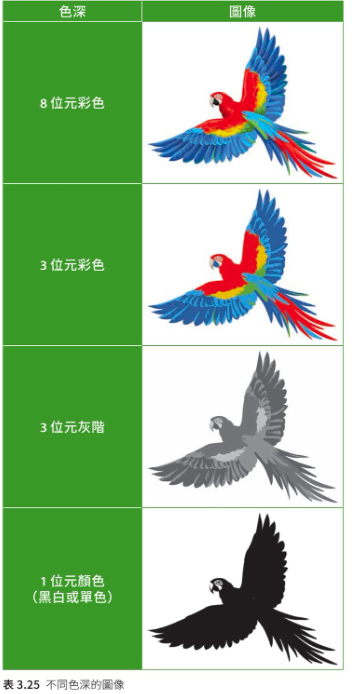 色深
圖像
8 位元彩色
3 位元彩色
3 位元灰階
1 位元顏色
（黑白或單色）
表 3.25 不同色深的圖像